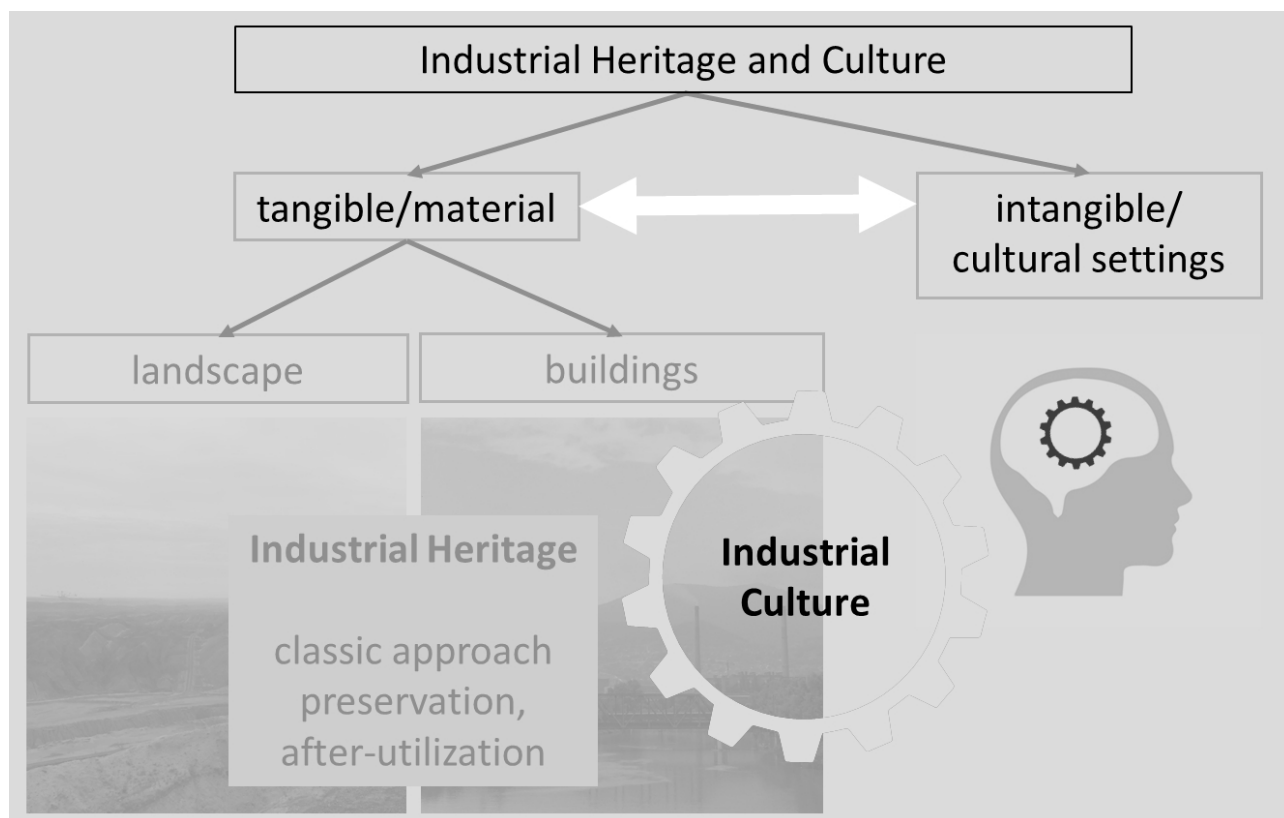 Industrial Heritage and Culture
tangible/material
intangible/
cultural settings
landscape
buildings
Industrial Heritage
classic approach
preservation,
after-utilization
Industrial
Culture